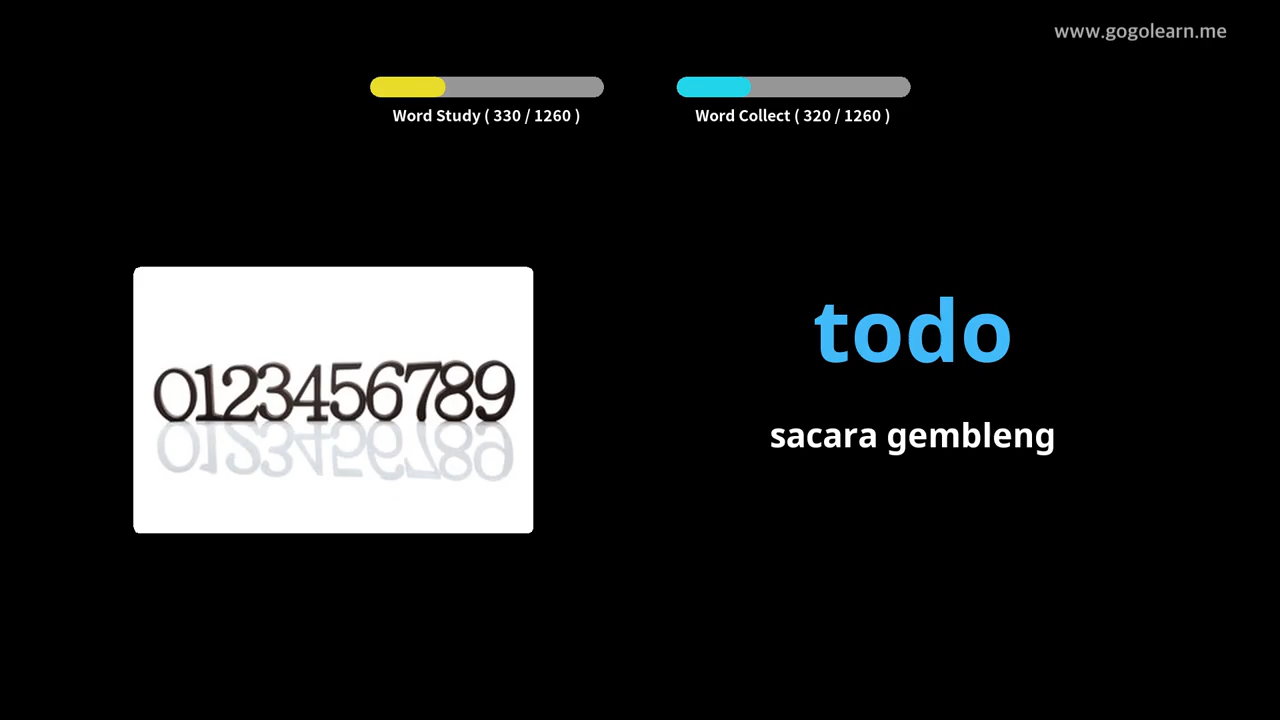 www.gogolearn.me
Word Study ( 330 / 1260 )
Word Collect ( 320 / 1260 )
0123456789
todo
sacara gembleng